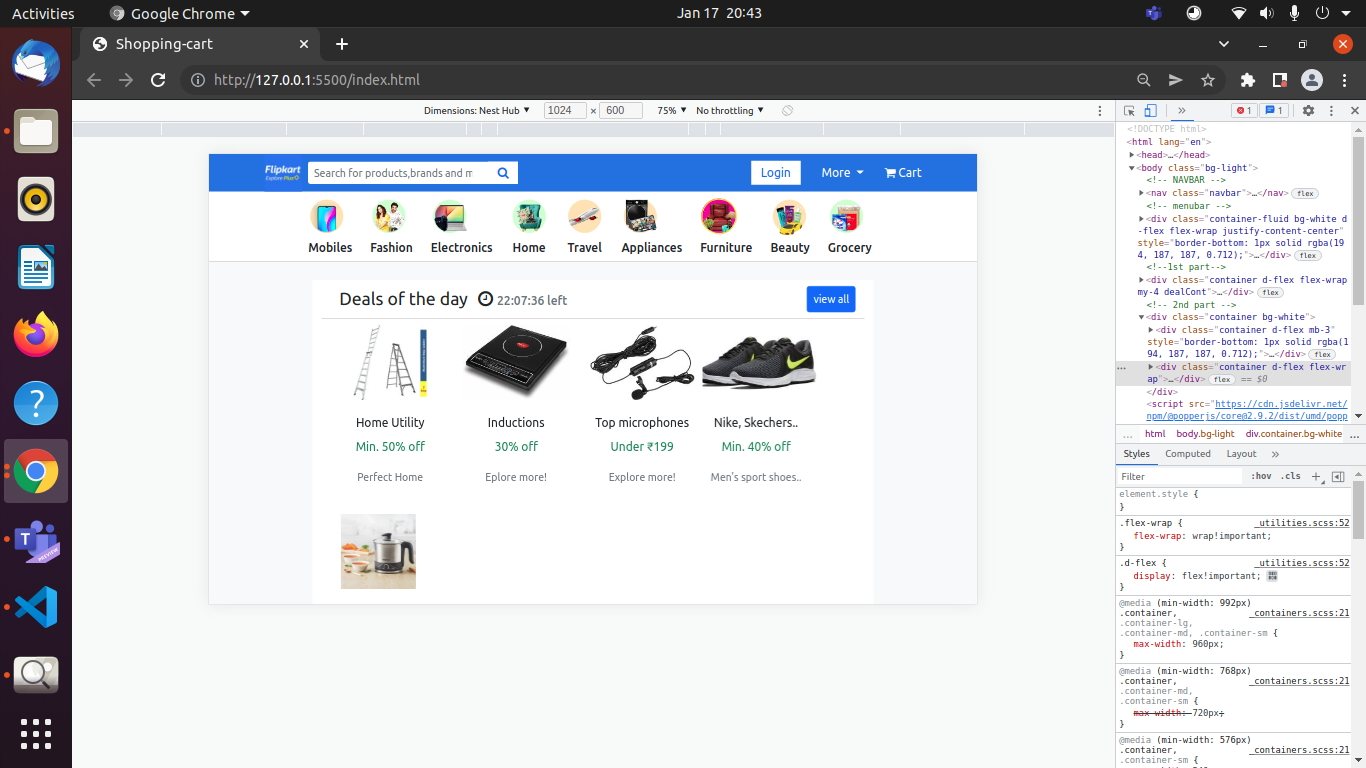 Activities Google Chrome Jan 17 20:43
Shopping-cart
http://127.0.0.1:5500/index.html
Dimensions: Nest Hub 1024 × 600 75% No throttling
» 1 1
Flipkart
Explore Plus
Search for products,brands and m
Login More Cart
Mobiles Fashion Electronics Home Travel Appliances Furniture Beauty Grocery
Deals of the day 22:07:36 left view all
Home Utility Inductions Top microphones Nike, Skechers..
Min. 50% off 30% off Under ₹199 Min. 40% off
Perfect Home Eplore more! Explore more! Men's sport shoes..
<!DOCTYPE html>
<html lang="en">
<head>…</head>
<body class="bg-light">
<!-- NAVBAR -->
<nav class="navbar">…</nav> flex
<!-- menubar -->
<div class="container-fluid bg-white d
-flex flex-wrap justify-content-center"
style="border-bottom: 1px solid rgba(19
4, 187, 187, 0.712);">…</div> flex
<!--1st part-->
<div class="container d-flex flex-wrap
my-4 dealCont">…</div> flex
<!-- 2nd part -->
<div class="container bg-white">
<div class="container d-flex mb-3"
style="border-bottom: 1px solid rgba(1
94, 187, 187, 0.712);">…</div> flex
… <div class="container d-flex flex-wr
ap">…</div> flex == $0
</div>
<script src="https://cdn.jsdelivr.net/
npm/@popperjs/core@2.9.2/dist/umd/popp
… html body.bg-light div.container.bg-white …
Styles Computed Layout »
Filter :hov .cls +
element.style {
}
.flex-wrap { _utilities.scss:52
flex-wrap: wrap!important;
}
.d-flex { _utilities.scss:52
display: flex!important;
}
@media (min-width: 992px)
.container, _containers.scss:21
.container-lg,
.container-md, .container-sm {
max-width: 960px;
}
@media (min-width: 768px)
.container, _containers.scss:21
.container-md,
.container-sm {
max-width: 720px;
}
@media (min-width: 576px)
.container, _containers.scss:21
.container-sm {